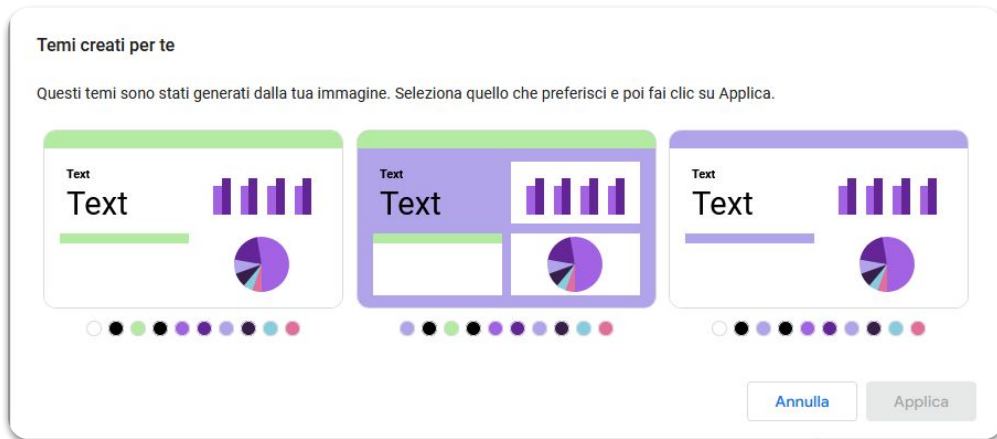 Temi creati per te
Questi temi sono stati generati dalla tua immagine. Seleziona quello che preferisci e poi fai clic su Applica.
Text
Text
Text
Text
Text
Text
Annulla
Applica